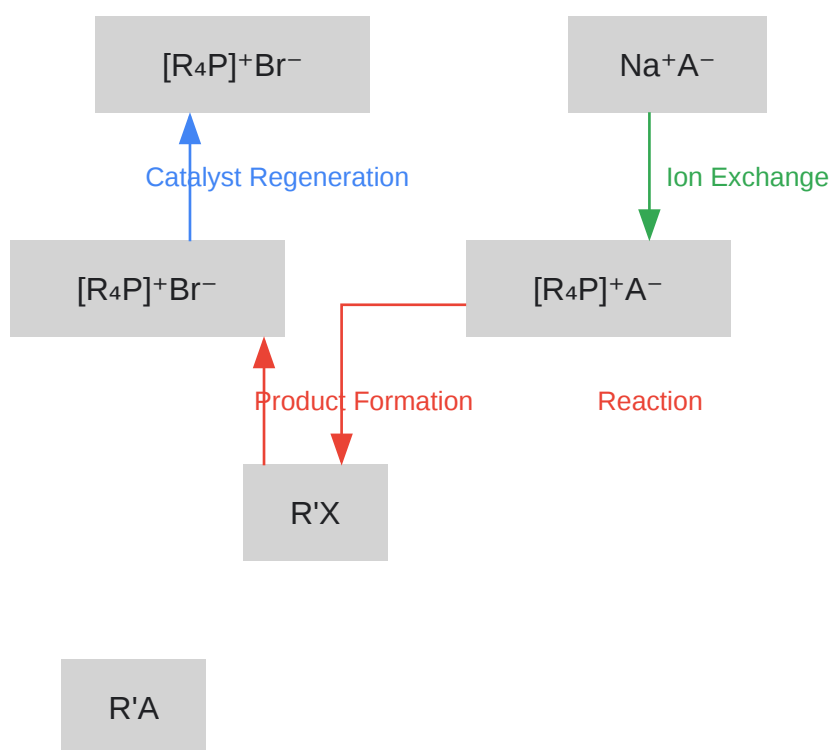 [R₄P]⁺Br⁻
Na⁺A⁻
Catalyst Regeneration
Ion Exchange
[R₄P]⁺Br⁻
[R₄P]⁺A⁻
Product Formation
Reaction
R'X
R'A